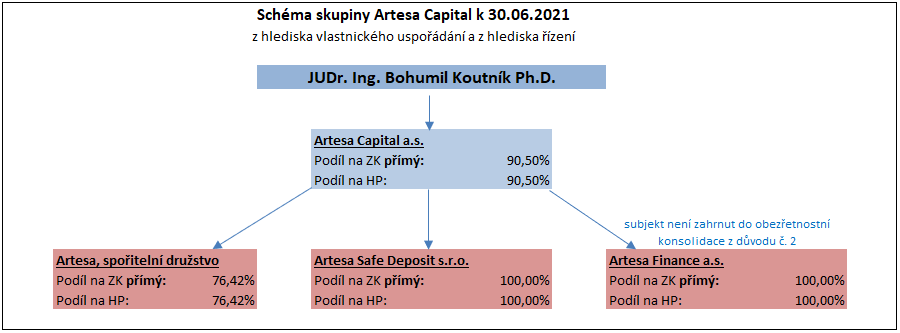 Schéma skupiny Artesa Capital k 30.06.2021
z hlediska vlastnického uspořádání a z hlediska řízení
JUDr. Ing. Bohumil Koutník Ph.D.
Artesa Capital a.s.
Podíl na ZK přímý: 90,50%
Podíl na HP: 90,50%
subjekt není zahrnut do obezřetnostní
konsolidace z důvodu č. 2
Artesa, spořitelní družstvo
Podíl na ZK přímý: 76,42%
Podíl na HP: 76,42%
Artesa Safe Deposit s.r.o.
Podíl na ZK přímý: 100,00%
Podíl na HP: 100,00%
Artesa Finance a.s.
Podíl na ZK přímý: 100,00%
Podíl na HP: 100,00%